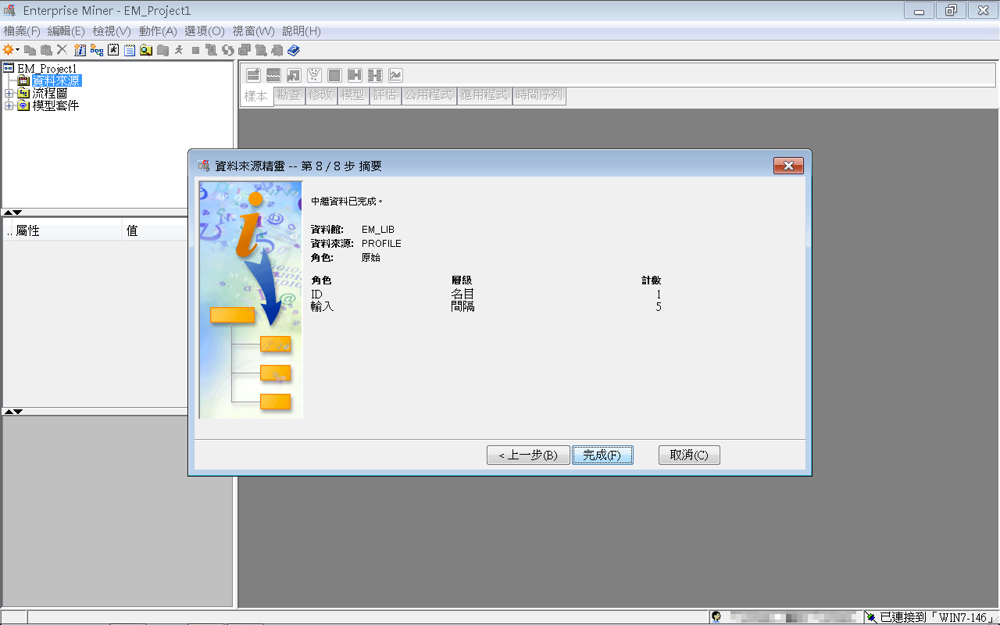 Enterprise Miner - EM_Project1
檔案(F) 編輯(E) 檢視(V) 動作(A) 選項(O) 視窗(W) 說明(H)
EM_Project1
資料來源
流程圖
模型套件
樣本 勘查 修改 模型 評估 公用程式 應用程式 時間序列
.. 屬性 值
資料來源精靈 -- 第 8 / 8 步 摘要
中繼資料已完成。
資料館: EM_LIB
資料來源: PROFILE
角色: 原始
角色 層級 計數
ID 名目 1
輸入 間隔 5
< 上一步(B) 完成(F) 取消(C)
已連接到「WIN7-146」